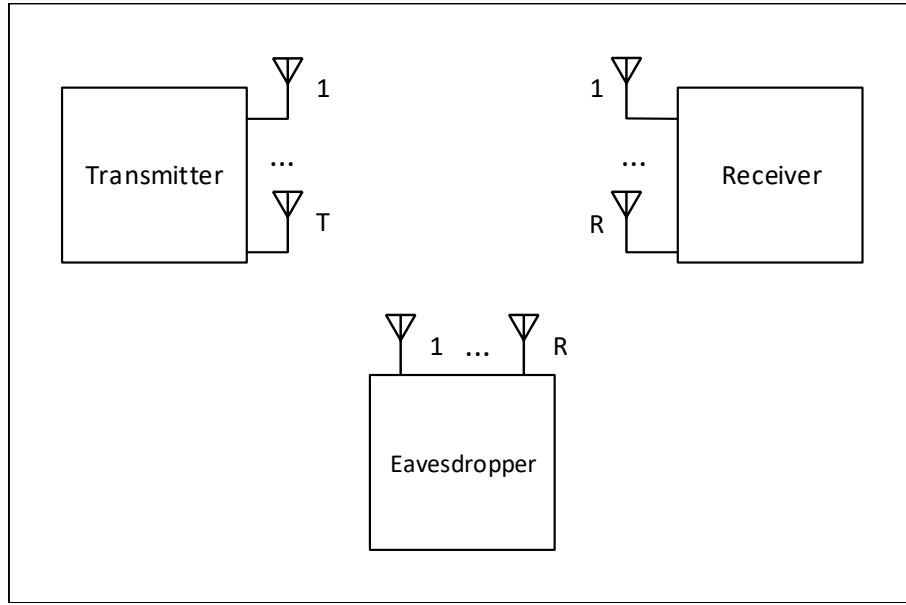 1
1
...
...
Transmitter
Receiver
T
R
1 ... R
Eavesdropper